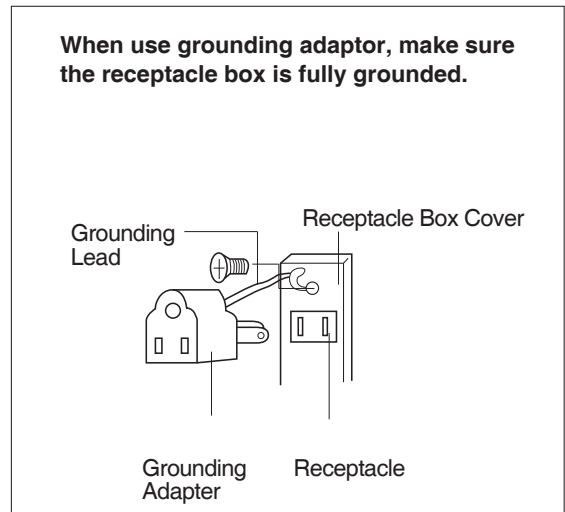 When use grounding adaptor, make sure
the receptacle box is fully grounded.
Grounding
Lead
Receptacle Box Cover
Grounding
Adapter
Receptacle